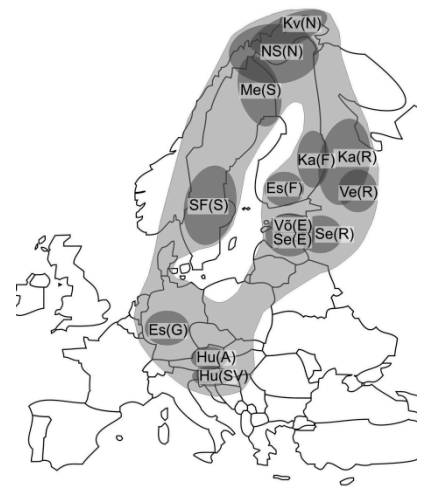 Kv(N)
NS(N)
Me(S)
Ka(F)
Ka(R)
Es(F)
Ve(R)
SF(S)
Võ(E)
Se(E)
Se(R)
Es(G)
Hu(A)
Hu(SV)